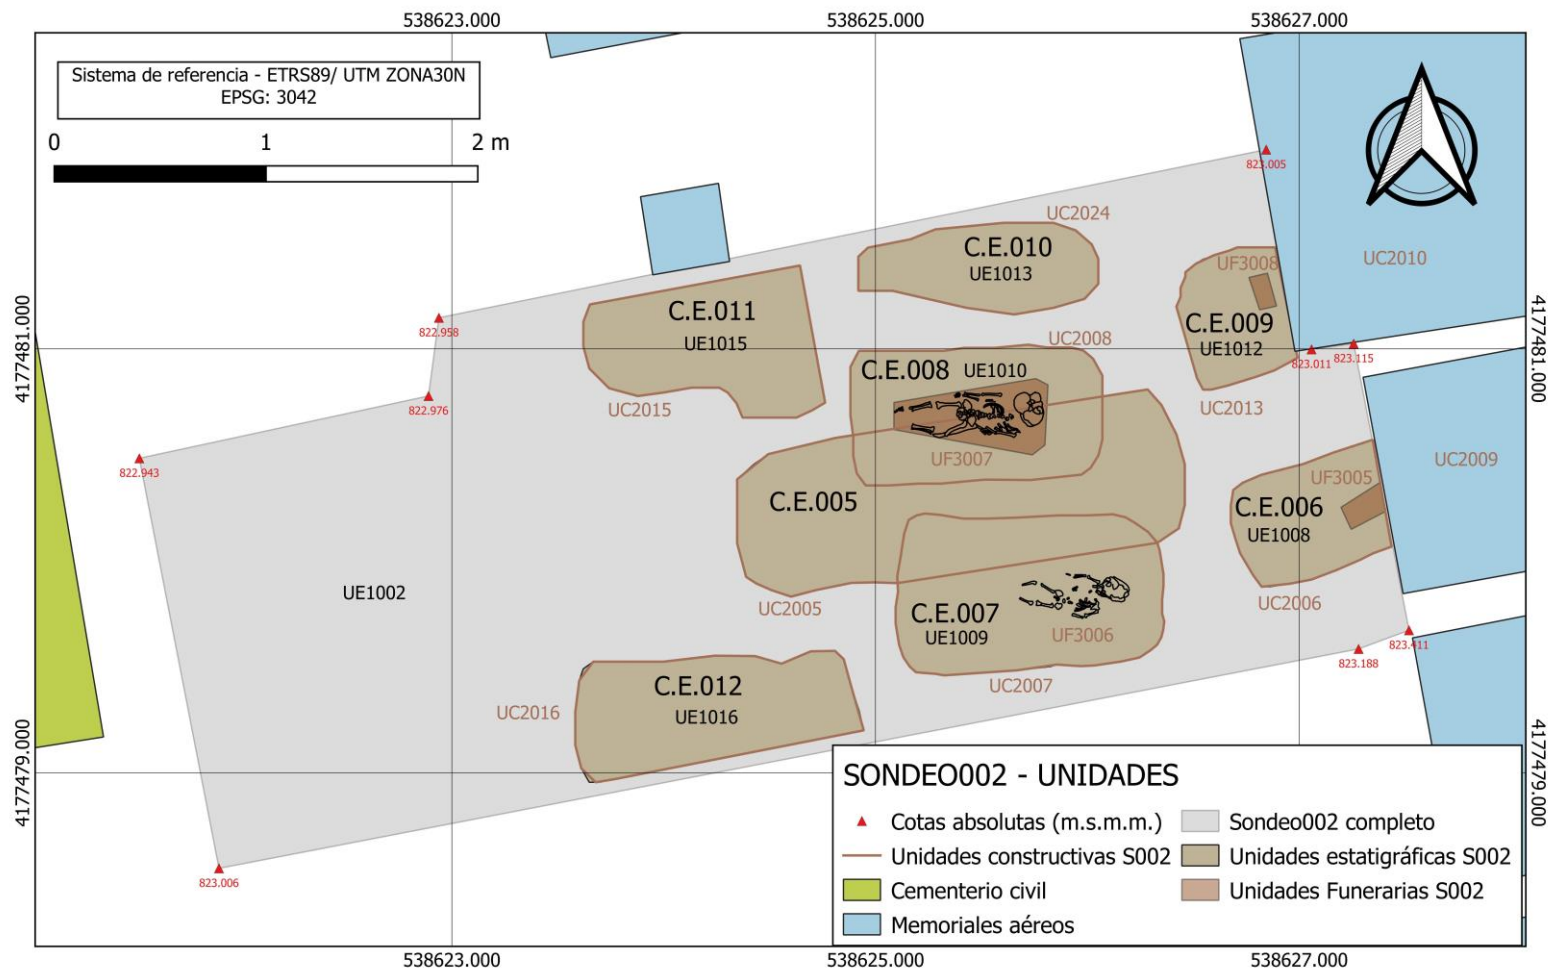 538623.000
538625.000
538627.000
Sistema de referencia - ETRS89/ UTM ZONA30N
EPSG: 3042
0 1 2 m
823.005
UC2024
C.E.010
UE1013
UF3008
UC2010
4177481.000
4177481.000
C.E.011
UE1015
822.958
C.E.009
UE1012
UC2008
823.011
823.115
C.E.008
UE1010
822.976
UC2015
UC2013
822.943
UF3007
UC2009
UF3005
C.E.005
C.E.006
UE1008
UE1002
UC2005
UC2006
C.E.007
UE1009
UF3006
823.411
823.188
C.E.012
UE1016
UC2007
UC2016
4177479.000
4177479.000
823.006
SONDEO002 - UNIDADES
Cotas absolutas (m.s.m.m.)
Sondeo002 completo
Unidades constructivas S002
Unidades estatigráficas S002
Cementerio civil
Unidades Funerarias S002
Memoriales aéreos
538623.000
538625.000
538627.000